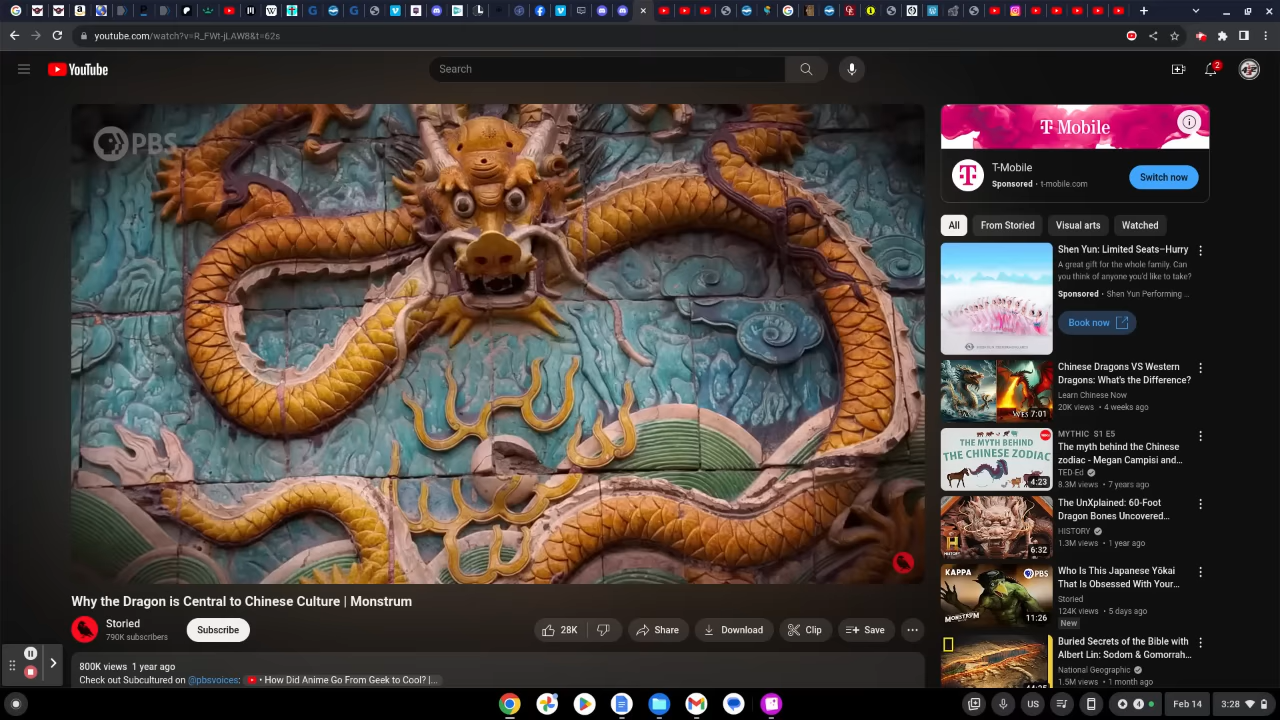 youtube.com/watch?v=R_FWt-jLAW8&t=62s
YouTube
Search
2
PBS
Why the Dragon is Central to Chinese Culture | Monstrum
Storied
790K subscribers
Subscribe
28K
Share
Download
Clip
Save
800K views 1 year ago
Check out Subcultured on @pbsvoices: • How Did Anime Go From Geek to Cool? |...
T Mobile
T-Mobile
Sponsored · t-mobile.com
Switch now
All
From Storied
Visual arts
Watched
Shen Yun: Limited Seats–Hurry
A great gift for the whole family. Can
you think of anyone you'd like to take?
Sponsored · Shen Yun Performing ...
Book now
Chinese Dragons VS Western
Dragons: What's the Difference?
Learn Chinese Now
20K views • 4 weeks ago
7:01
MYTHIC S1 E5
The myth behind the Chinese
zodiac - Megan Campisi and...
TED-Ed
8.3M views • 7 years ago
THE MYTH BEHIND
THE CHINESE ZODIAC
4:23
The UnXplained: 60-Foot
Dragon Bones Uncovered...
HISTORY
1.3M views • 1 year ago
H
HISTORY
6:32
Who Is This Japanese Yōkai
That Is Obsessed With Your...
Storied
124K views • 5 days ago
New
KAPPA
PBS
MONSTRUM
11:26
Buried Secrets of the Bible with
Albert Lin: Sodom & Gomorrah...
National Geographic
1.5M views • 1 month ago
US
4
Feb 14
3:28